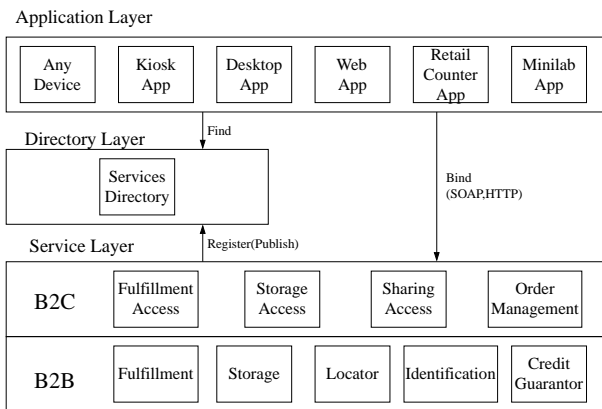 Application Layer
Any
Device
Kiosk
App
Desktop
App
Web
App
Retail
Counter
App
Minilab
App
Find
Directory Layer
Services
Directory
Bind
(SOAP,HTTP)
Register(Publish)
Service Layer
B2C
Fulfillment
Access
Storage
Access
Sharing
Access
Order
Management
B2B
Fulfillment
Storage
Locator
Identification
Credit
Guarantor